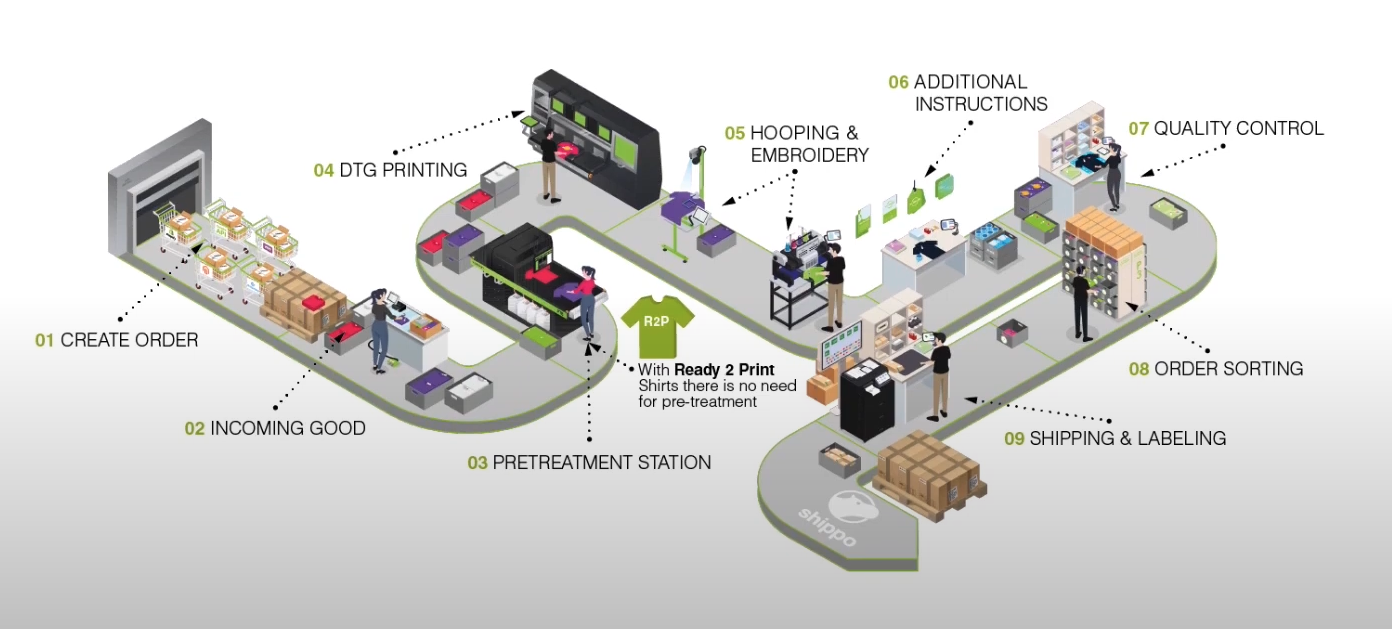 01 CREATE ORDER
02 INCOMING GOOD
03 PRETREATMENT STATION
R2P
With Ready 2 Print
Shirts there is no need
for pre-treatment
04 DTG PRINTING
05 HOOPING &
EMBROIDERY
06 ADDITIONAL
INSTRUCTIONS
07 QUALITY CONTROL
08 ORDER SORTING
09 SHIPPING & LABELING
shippo